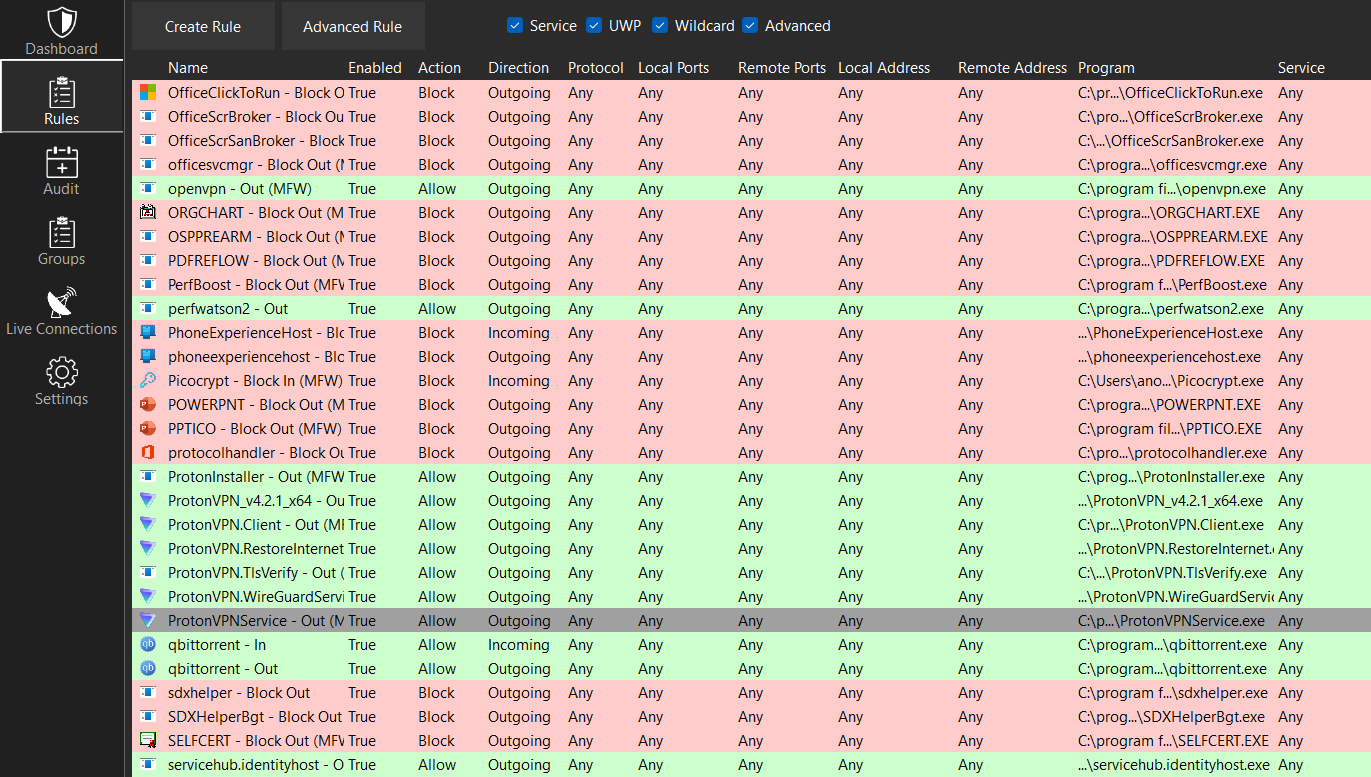 Create Rule Advanced Rule Service UWP Wildcard Advanced
Dashboard
Rules
Audit
Groups
Live Connections
Settings
Name Enabled Action Direction Protocol Local Ports Remote Ports Local Address Remote Address Program Service
OfficeClickToRun - Block O True Block Outgoing Any Any Any Any Any C:\pr...\OfficeClickToRun.exe Any
OfficeScrBroker - Block Ou True Block Outgoing Any Any Any Any Any C:\pro...\OfficeScrBroker.exe Any
OfficeScrSanBroker - Block True Block Outgoing Any Any Any Any Any C:\...\OfficeScrSanBroker.exe Any
officesvcmgr - Block Out (M True Block Outgoing Any Any Any Any Any C:\progra...\officesvcmgr.exe Any
openvpn - Out (MFW) True Allow Outgoing Any Any Any Any Any C:\program fi...\openvpn.exe Any
ORGCHART - Block Out (M True Block Outgoing Any Any Any Any Any C:\progra...\ORGCHART.EXE Any
OSPPREARM - Block Out (M True Block Outgoing Any Any Any Any Any C:\progra...\OSPPREARM.EXE Any
PDFREFLOW - Block Out (M True Block Outgoing Any Any Any Any Any C:\progra...\PDFREFLOW.EXE Any
PerfBoost - Block Out (MFW True Block Outgoing Any Any Any Any Any C:\program f...\PerfBoost.exe Any
perfwatson2 - Out True Allow Outgoing Any Any Any Any Any C:\program...\perfwatson2.exe Any
PhoneExperienceHost - Blo True Block Incoming Any Any Any Any Any ...\PhoneExperienceHost.exe Any
phoneexperiencehost - Blo True Block Outgoing Any Any Any Any Any ...\phoneexperiencehost.exe Any
Picocrypt - Block In (MFW) True Block Incoming Any Any Any Any Any C:\Users\ano...\Picocrypt.exe Any
POWERPNT - Block Out (M True Block Outgoing Any Any Any Any Any C:\progra...\POWERPNT.EXE Any
PPTICO - Block Out (MFW) True Block Outgoing Any Any Any Any Any C:\program fil...\PPTICO.EXE Any
protocolhandler - Block Ou True Block Outgoing Any Any Any Any Any C:\pro...\protocolhandler.exe Any
ProtonInstaller - Out (MFW True Allow Outgoing Any Any Any Any Any C:\prog...\ProtonInstaller.exe Any
ProtonVPN_v4.2.1_x64 - Ou True Allow Outgoing Any Any Any Any Any ...\ProtonVPN_v4.2.1_x64.exe Any
ProtonVPN.Client - Out (MF True Allow Outgoing Any Any Any Any Any C:\pr...\ProtonVPN.Client.exe Any
ProtonVPN.RestoreInternet True Allow Outgoing Any Any Any Any Any ...\ProtonVPN.RestoreInternet.e Any
ProtonVPN.TlsVerify - Out ( True Allow Outgoing Any Any Any Any Any C:\...\ProtonVPN.TlsVerify.exe Any
ProtonVPN.WireGuardServi True Allow Outgoing Any Any Any Any Any ...\ProtonVPN.WireGuardServic Any
ProtonVPNService - Out (M True Allow Outgoing Any Any Any Any Any C:\p...\ProtonVPNService.exe Any
qbittorrent - In True Allow Incoming Any Any Any Any Any C:\program...\qbittorrent.exe Any
qbittorrent - Out True Allow Outgoing Any Any Any Any Any C:\program...\qbittorrent.exe Any
sdxhelper - Block Out True Block Outgoing Any Any Any Any Any C:\program f...\sdxhelper.exe Any
SDXHelperBgt - Block Out True Block Outgoing Any Any Any Any Any C:\prog...\SDXHelperBgt.exe Any
SELFCERT - Block Out (MFW True Block Outgoing Any Any Any Any Any C:\program f...\SELFCERT.EXE Any
servicehub.identityhost - O True Allow Outgoing Any Any Any Any Any ...\servicehub.identityhost.exe Any